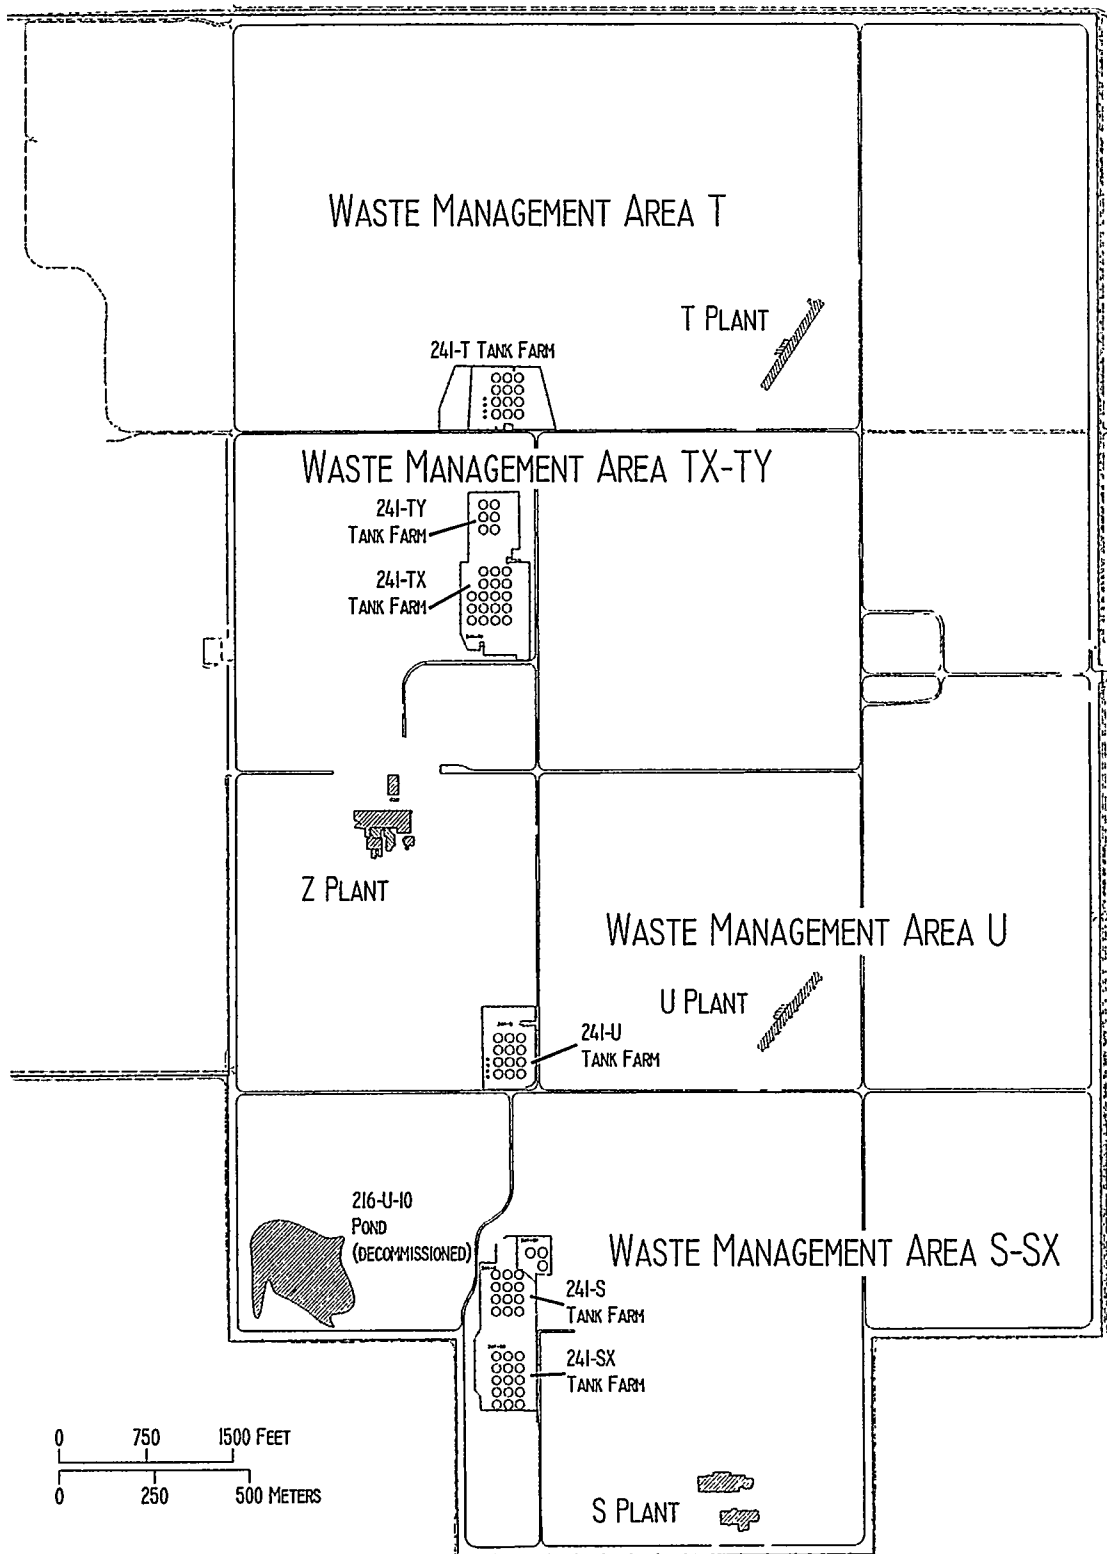 WASTE MANAGEMENT AREA T
T PLANT
241-T TANK FARM
WASTE MANAGEMENT AREA TX-TY
241-TY
TANK FARM
241-TX
TANK FARM
Z PLANT
WASTE MANAGEMENT AREA U
U PLANT
241-U
TANK FARM
216-U-10
POND
(DECOMMISSIONED)
WASTE MANAGEMENT AREA S-SX
241-S
TANK FARM
241-SX
TANK FARM
0 750 1500 FEET
0 250 500 METERS
S PLANT